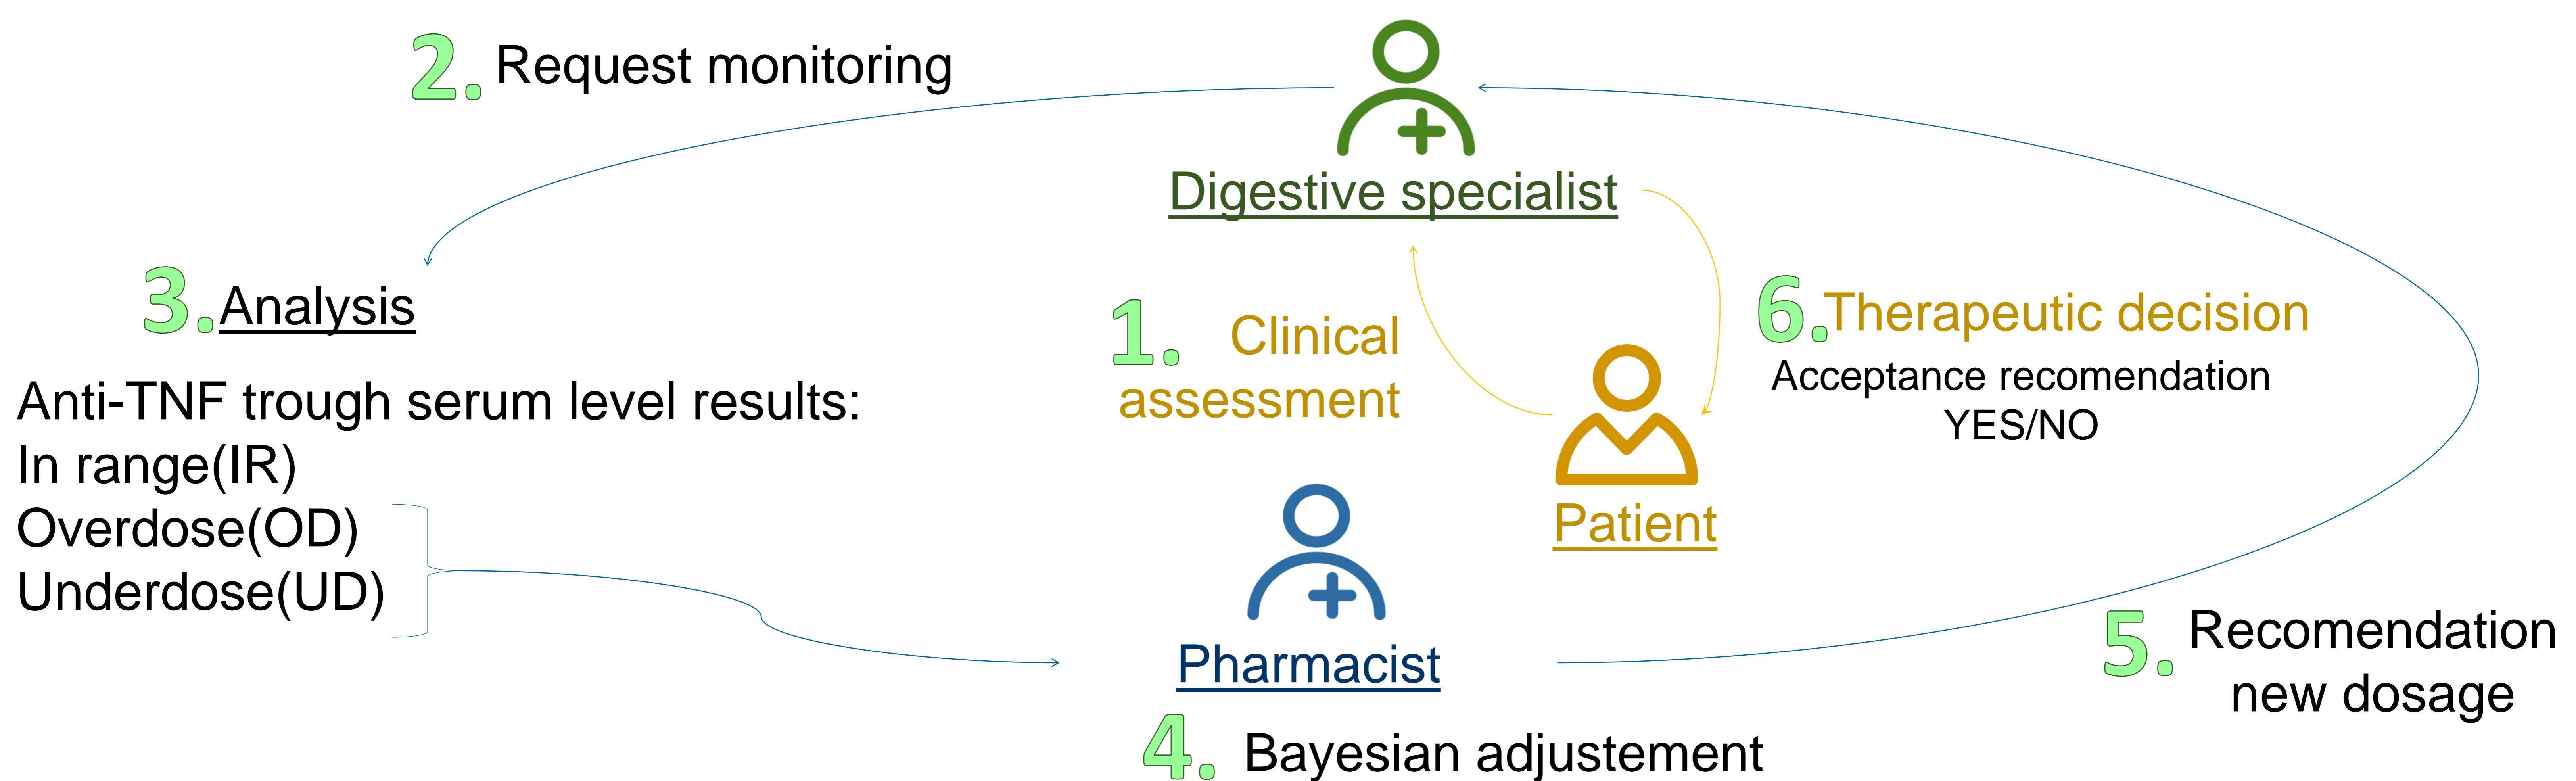 2. Request monitoring
Digestive specialist
3. Analysis
Anti-TNF trough serum level results:
In range(IR)
Overdose(OD)
Underdose(UD)
1. Clinical
assessment
6. Therapeutic decision
Acceptance recomendation
YES/NO
Patient
Pharmacist
4. Bayesian adjustement
5. Recomendation
new dosage